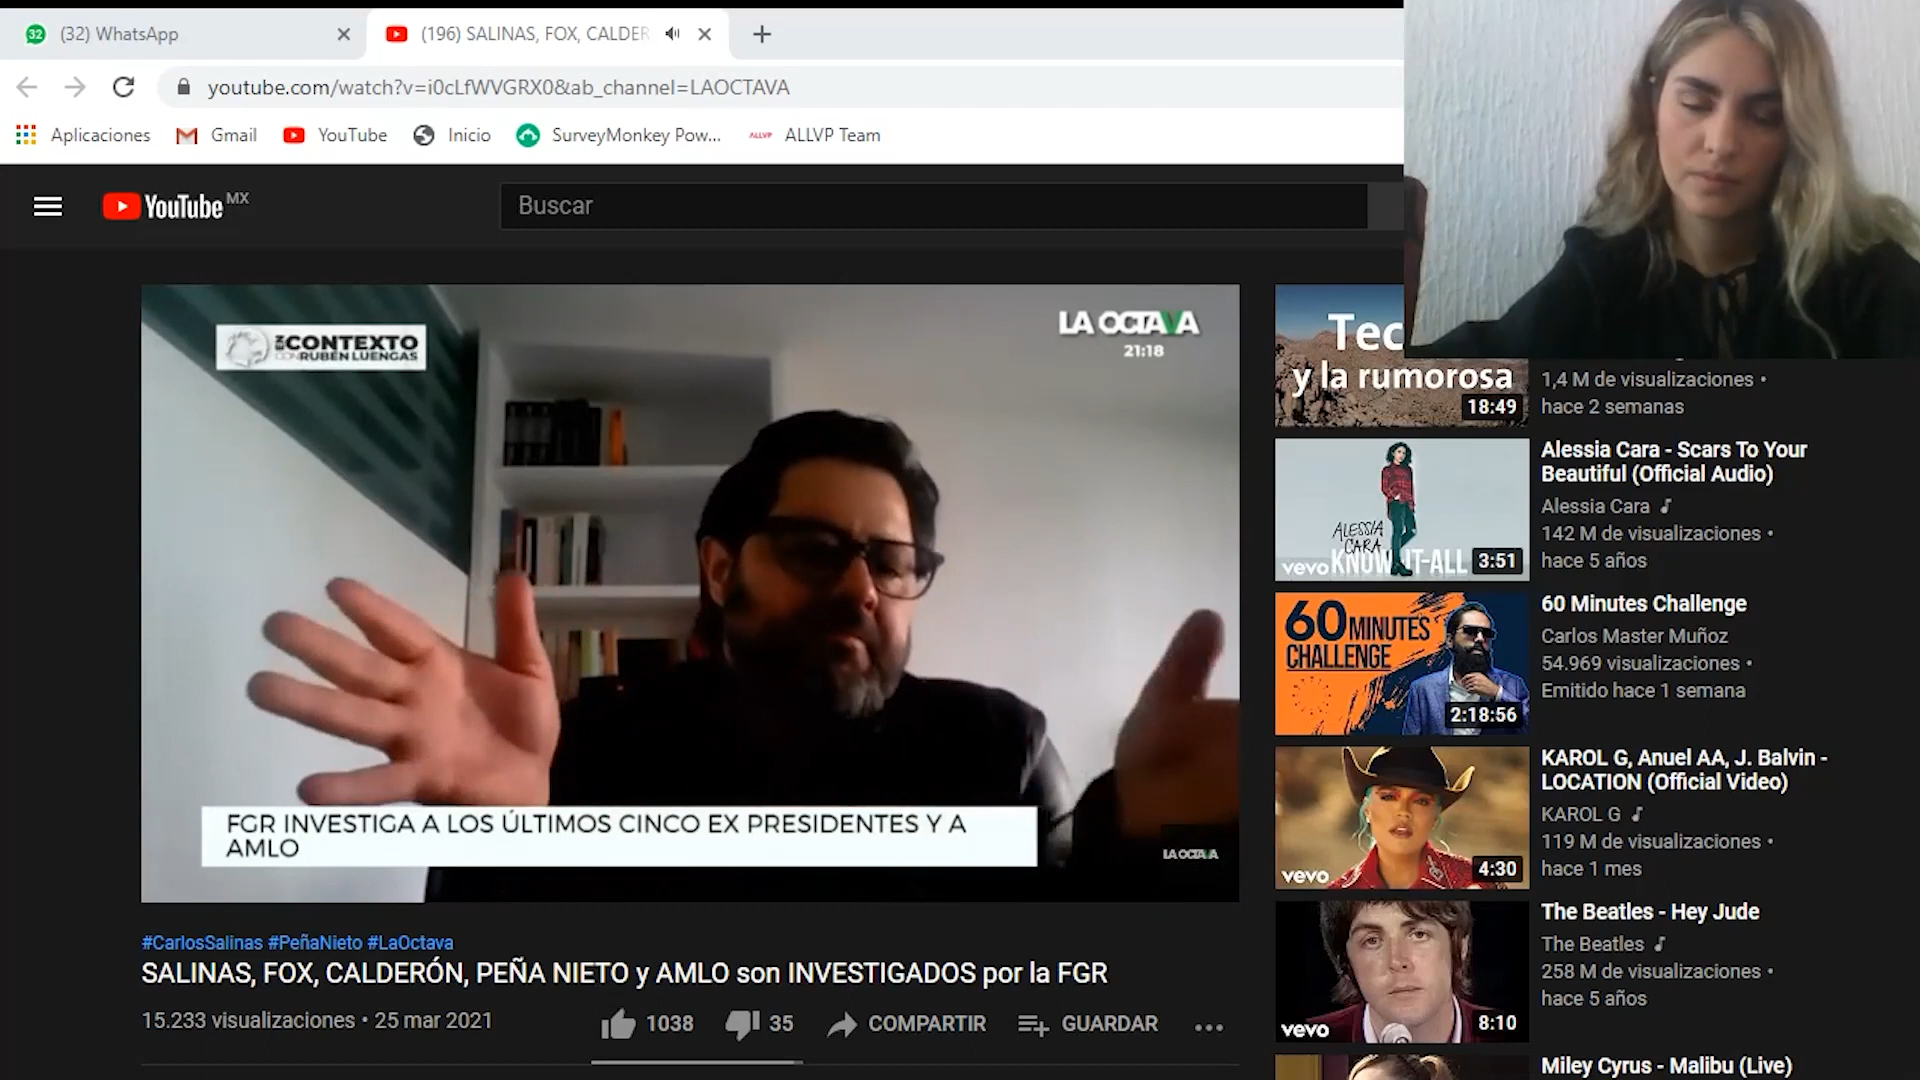 32
(32) WhatsApp
(196) SALINAS, FOX, CALDER
youtube.com/watch?v=i0cLfWVGRX0&ab_channel=LAOCTAVA
Aplicaciones
Gmail
YouTube
Inicio
SurveyMonkey Pow...
ALLVP
ALLVP Team
YouTube MX
Buscar
EN CONTEXTO
CON RUBÉN LUENGAS
LA OCTAVA
21:18
FGR INVESTIGA A LOS ÚLTIMOS CINCO EX PRESIDENTES Y A
AMLO
LA OCTAVA
#CarlosSalinas #PeñaNieto #LaOctava
SALINAS, FOX, CALDERÓN, PEÑA NIETO y AMLO son INVESTIGADOS por la FGR
15.233 visualizaciones • 25 mar 2021
1038
35
COMPARTIR
GUARDAR
Tec
y la rumorosa
18:49
1,4 M de visualizaciones •
hace 2 semanas
ALESSIA
CARA
KNOW-IT-ALL
vevo
3:51
Alessia Cara - Scars To Your
Beautiful (Official Audio)
Alessia Cara
142 M de visualizaciones •
hace 5 años
60 MINUTES
CHALLENGE
2:18:56
60 Minutes Challenge
Carlos Master Muñoz
54.969 visualizaciones •
Emitido hace 1 semana
vevo
4:30
KAROL G, Anuel AA, J. Balvin -
LOCATION (Official Video)
KAROL G
119 M de visualizaciones •
hace 1 mes
vevo
8:10
The Beatles - Hey Jude
The Beatles
258 M de visualizaciones •
hace 5 años
Miley Cyrus - Malibu (Live)